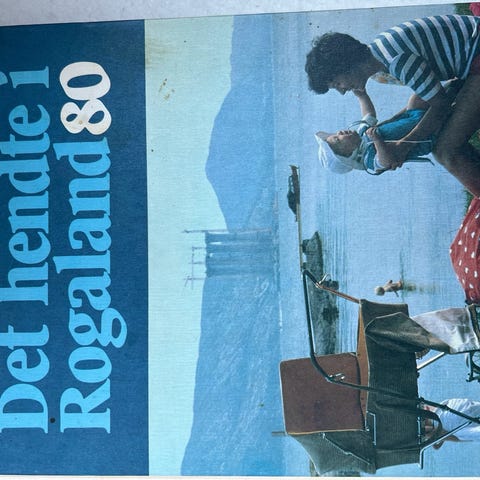 Det hendte i
Rogaland 80